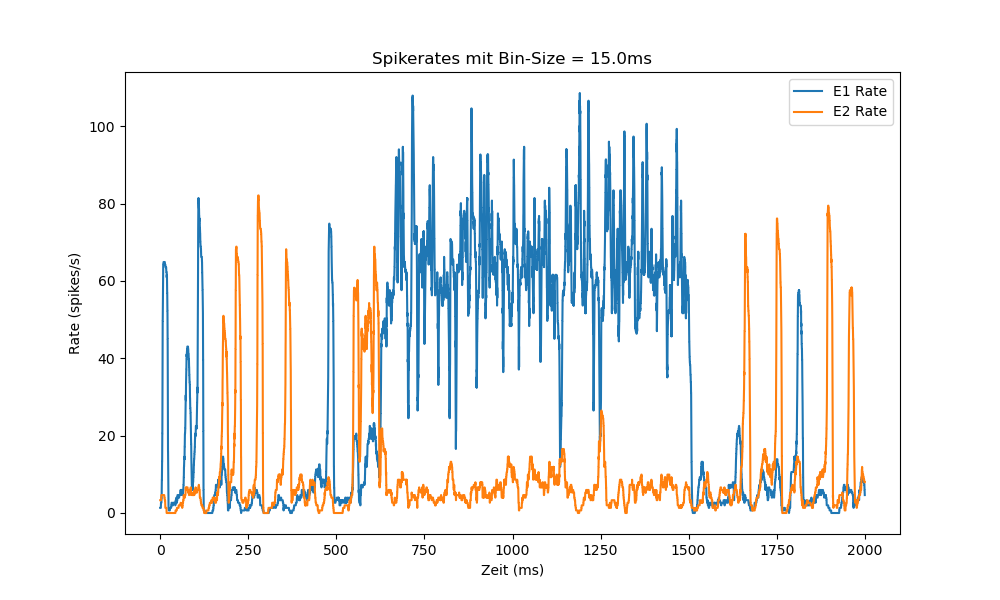 Spikerates mit Bin-Size = 15.0ms
E1 Rate
E2 Rate
100
80
60
40
20
0
Rate (spikes/s)
0 250 500 750 1000 1250 1500 1750 2000
Zeit (ms)